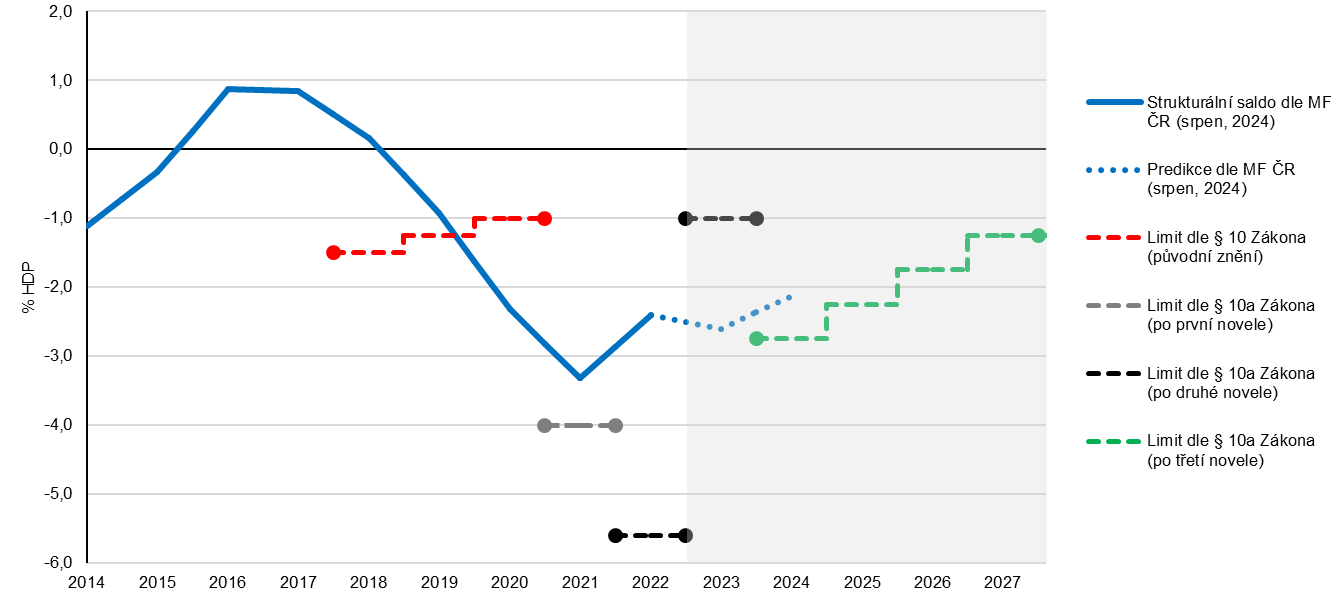 2,0
1,0
0,0
-1,0
-2,0
-3,0
-4,0
-5,0
-6,0
% HDP
2014 2015 2016 2017 2018 2019 2020 2021 2022 2023 2024 2025 2026 2027
Strukturální saldo dle MF
ČR (srpen, 2024)
Predikce dle MF ČR
(srpen, 2024)
Limit dle § 10 Zákona
(původní znění)
Limit dle § 10a Zákona
(po první novele)
Limit dle § 10a Zákona
(po druhé novele)
Limit dle § 10a Zákona
(po třetí novele)